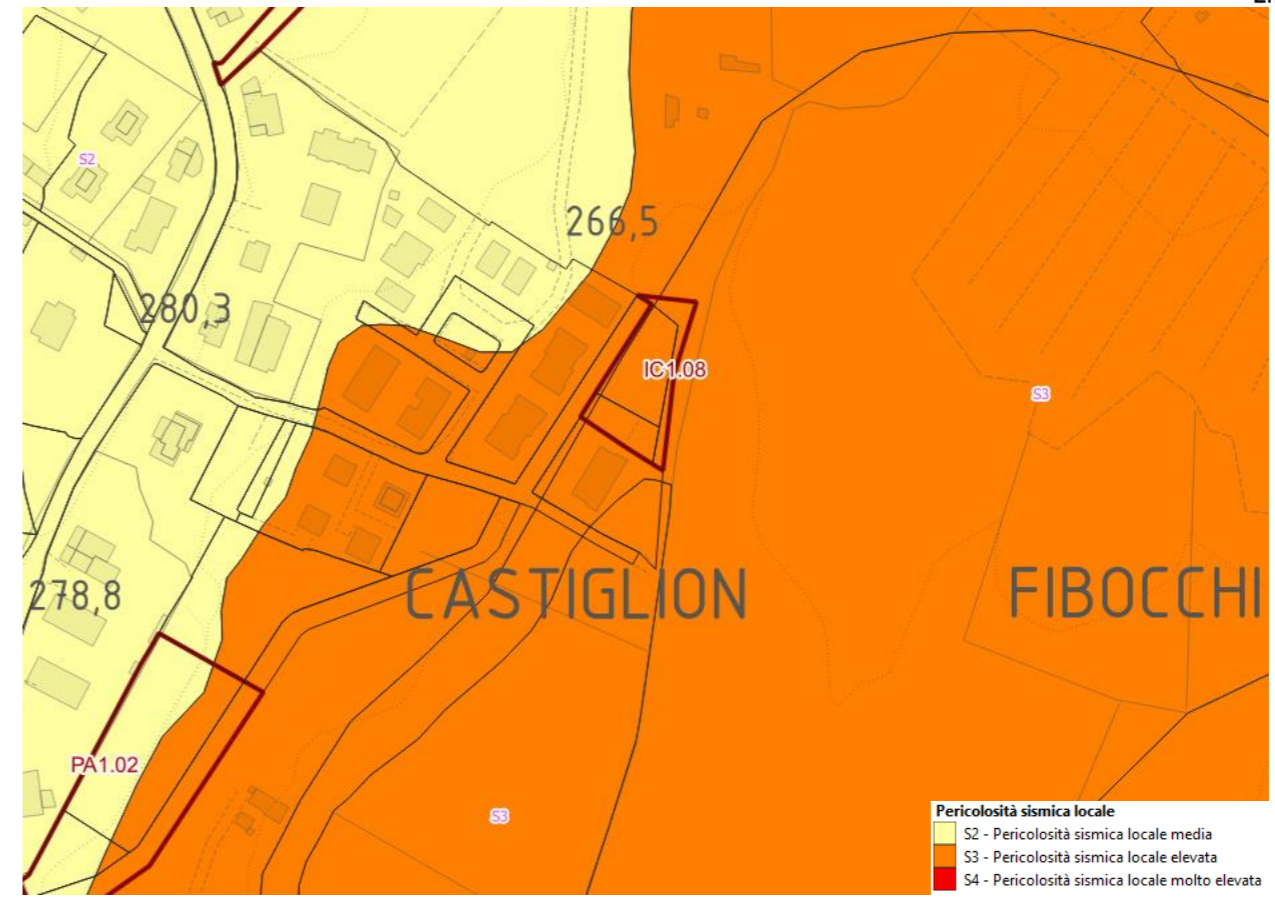 S2
266,5
280,3
IC1.08
S3
278,8
CASTIGLION
FIBOCCHI
PA1.02
S3
Pericolosità sismica locale
S2 - Pericolosità sismica locale media
S3 - Pericolosità sismica locale elevata
S4 - Pericolosità sismica locale molto elevata